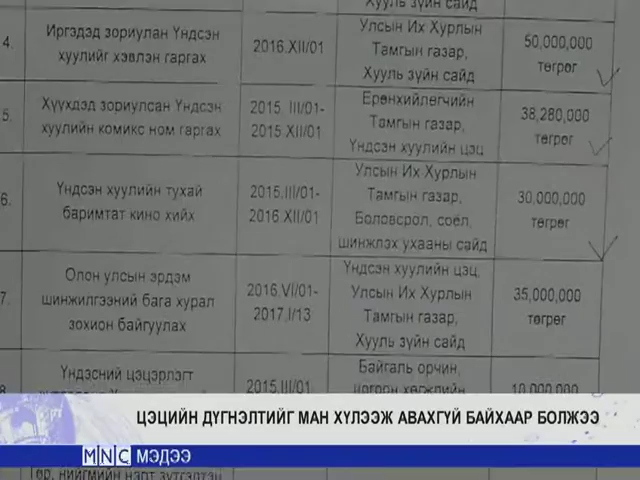 Хууль зүйн сайд
4. Иргэдэд зориулан Үндсэн хуулийг хэвлэн гаргах
2016.XII/01
Улсын Их Хурлын Тамгын газар, Хууль зүйн сайд
50,000,000 төгрөг
5. Хүүхдэд зориулсан Үндсэн хуулийн комикс ном гаргах
2015.III/01-2015.XII/01
Ерөнхийлөгчийн Тамгын газар, Үндсэн хуулийн цэц
38,280,000 төгрөг
6. Үндсэн хуулийн тухай баримтат кино хийх
2015.III/01-2016.XII/01
Улсын Их Хурлын Тамгын газар, Боловсрол, соёл, шинжлэх ухааны сайд
30,000,000 төгрөг
7. Олон улсын эрдэм шинжилгээний бага хурал зохион байгуулах
2016.VI/01-2017.I/13
Үндсэн хуулийн цэц, Улсын Их Хурлын Тамгын газар, Хууль зүйн сайд
35,000,000 төгрөг
8. Үндэсний цэцэрлэгт
2015.III/01-
Байгаль орчин,
10,000,000
ЦЭЦИЙН ДҮГНЭЛТИЙГ МАН ХҮЛЭЭЖ АВАХГҮЙ БАЙХААР БОЛЖЭЭ
MNC МЭДЭЭ